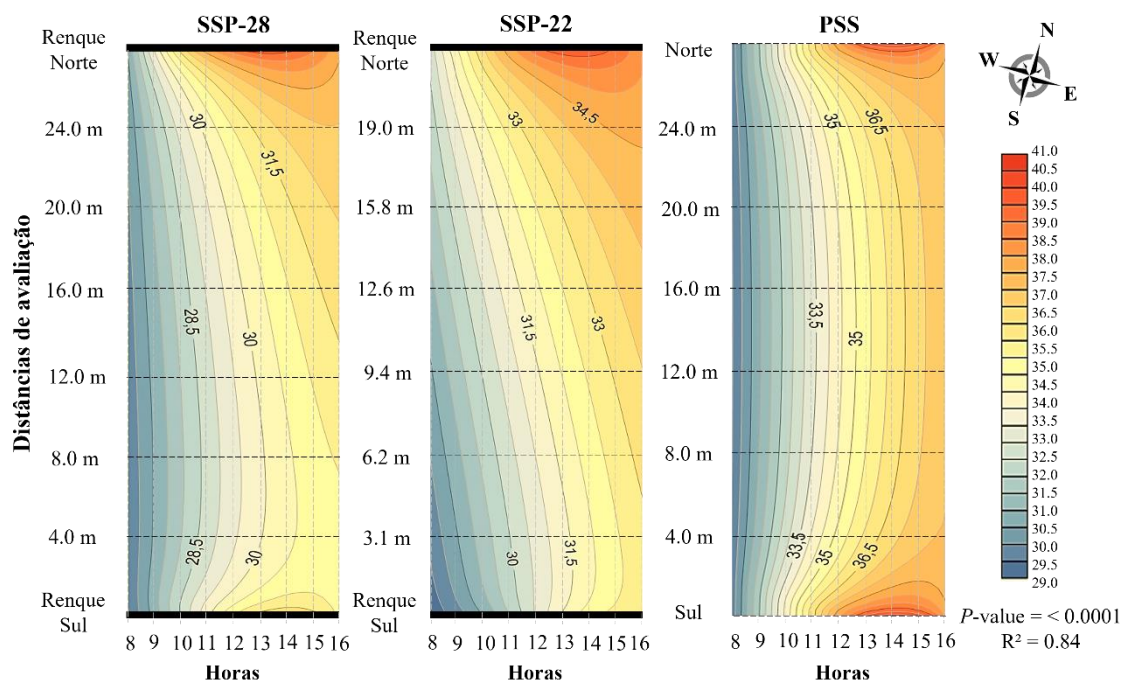 SSP-28
SSP-22
PSS
Distâncias de avaliação
Renque
Norte
24.0 m
20.0 m
16.0 m
12.0 m
8.0 m
4.0 m
Renque
Sul
30
31,5
28,5
30
28,5
30
8 9 10 11 12 13 14 15 16
Horas
Renque
Norte
19.0 m
15.8 m
12.6 m
9.4 m
6.2 m
3.1 m
Renque
Sul
33
34,5
31,5
33
30
31,5
8 9 10 11 12 13 14 15 16
Horas
Norte
24.0 m
20.0 m
16.0 m
12.0 m
8.0 m
4.0 m
Sul
35
36,5
33,5
35
33,5
35
36,5
8 9 10 11 12 13 14 15 16
Horas
N
W
E
S
41.0
40.5
40.0
39.5
39.0
38.5
38.0
37.5
37.0
36.5
36.0
35.5
35.0
34.5
34.0
33.5
33.0
32.5
32.0
31.5
31.0
30.5
30.0
29.5
29.0
P-value = < 0.0001
R² = 0.84